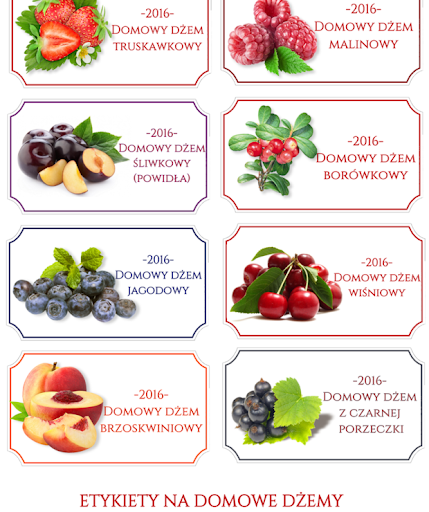 -2016-
Domowy dżem
truskawkowy
-2016-
Domowy dżem
malinowy
-2016-
Domowy dżem
śliwkowy
(powidła)
-2016-
Domowy dżem
borówkowy
-2016-
Domowy dżem
jagodowy
-2016-
Domowy dżem
wiśniowy
-2016-
Domowy dżem
brzoskwiniowy
-2016-
Domowy dżem
z czarnej
porzeczki
ETYKIETY NA DOMOWE DŻEMY